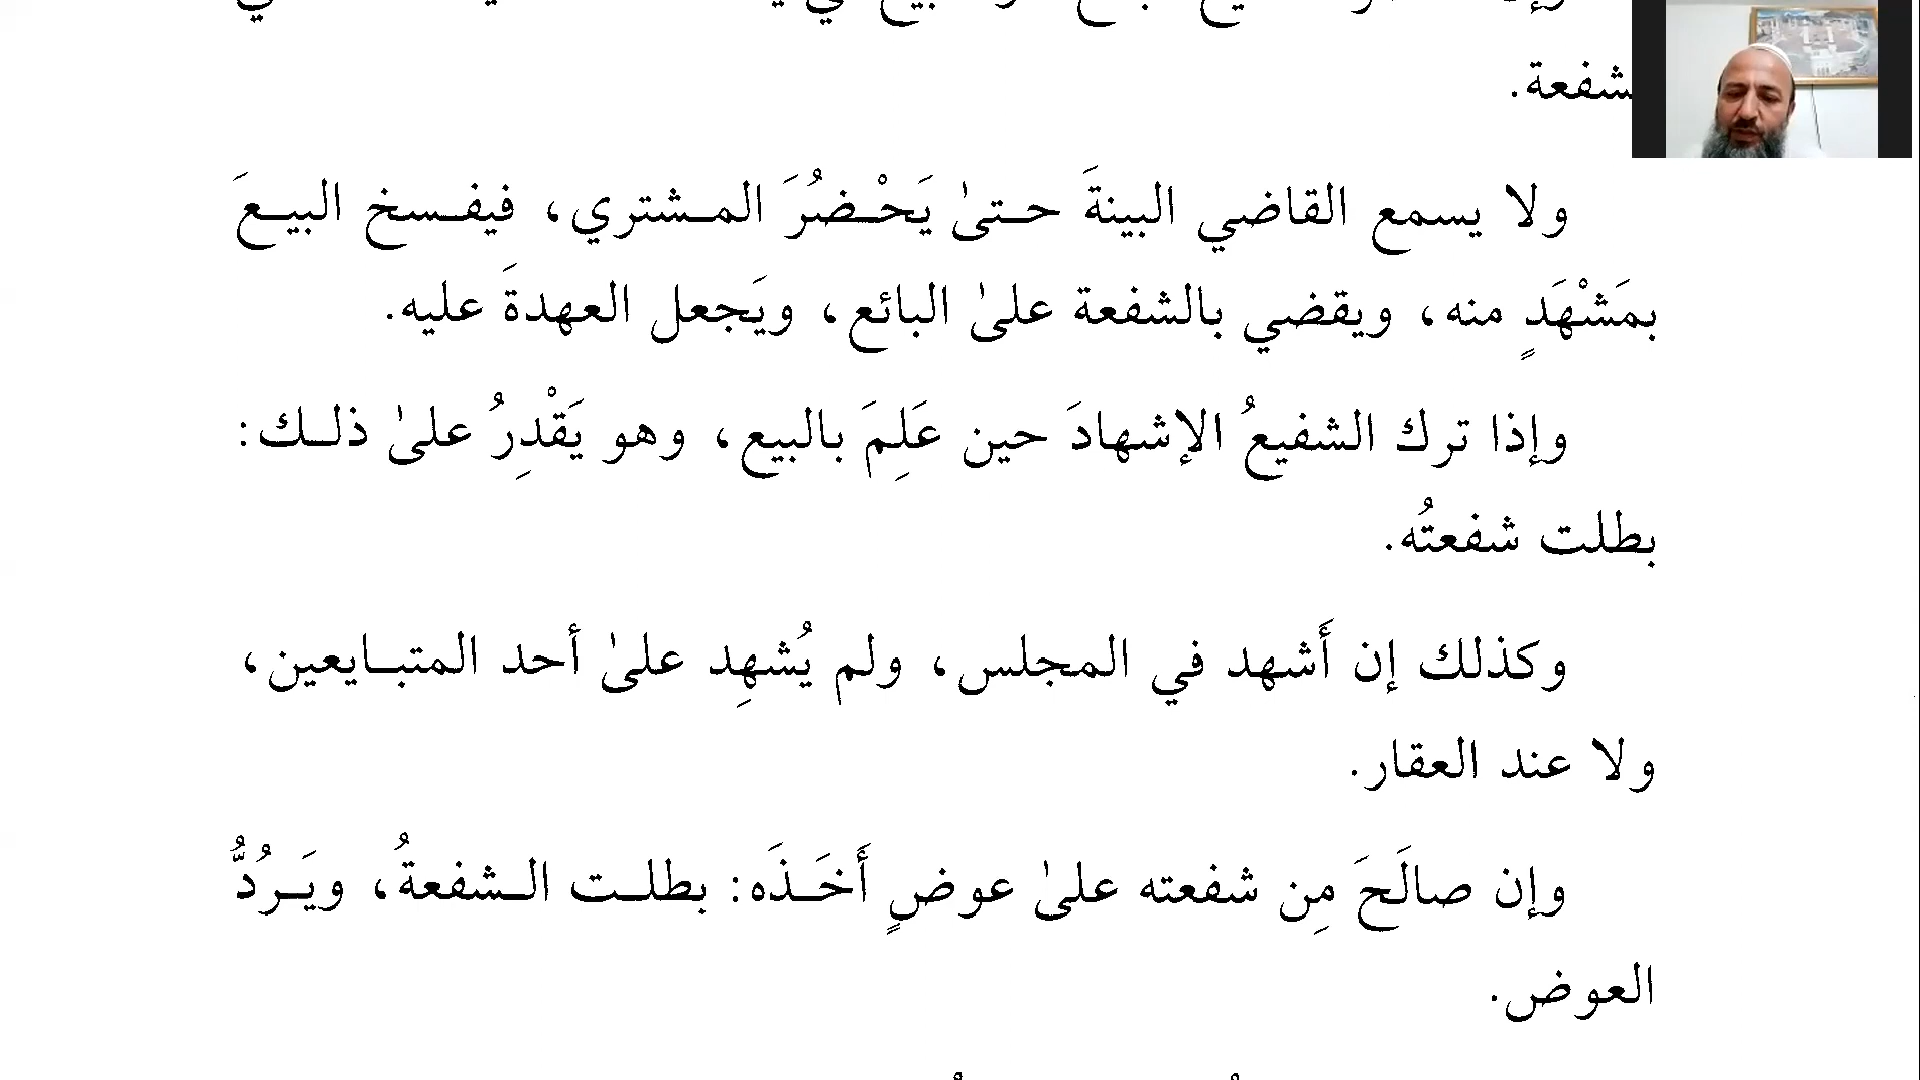 شفعة.
ولا يسمع القاضي البينةَ حتىٰ يَحْضُرَ المشتري، فيفسخ البيعَ
بمَشْهَدٍ منه، ويقضي بالشفعة علىٰ البائع، ويَجعل العهدةَ عليه.
وإذا ترك الشفيعُ الإشهادَ حين عَلِمَ بالبيع، وهو يَقْدِرُ علىٰ ذلك:
بطلت شفعتُه.
وكذلك إن أَشهد في المجلس، ولم يُشهِد علىٰ أحد المتبايعين،
ولا عند العقار.
وإن صالَحَ مِن شفعته علىٰ عوضٍ أَخَذَه: بطلت الشفعةُ، ويَرُدُّ
العوض.